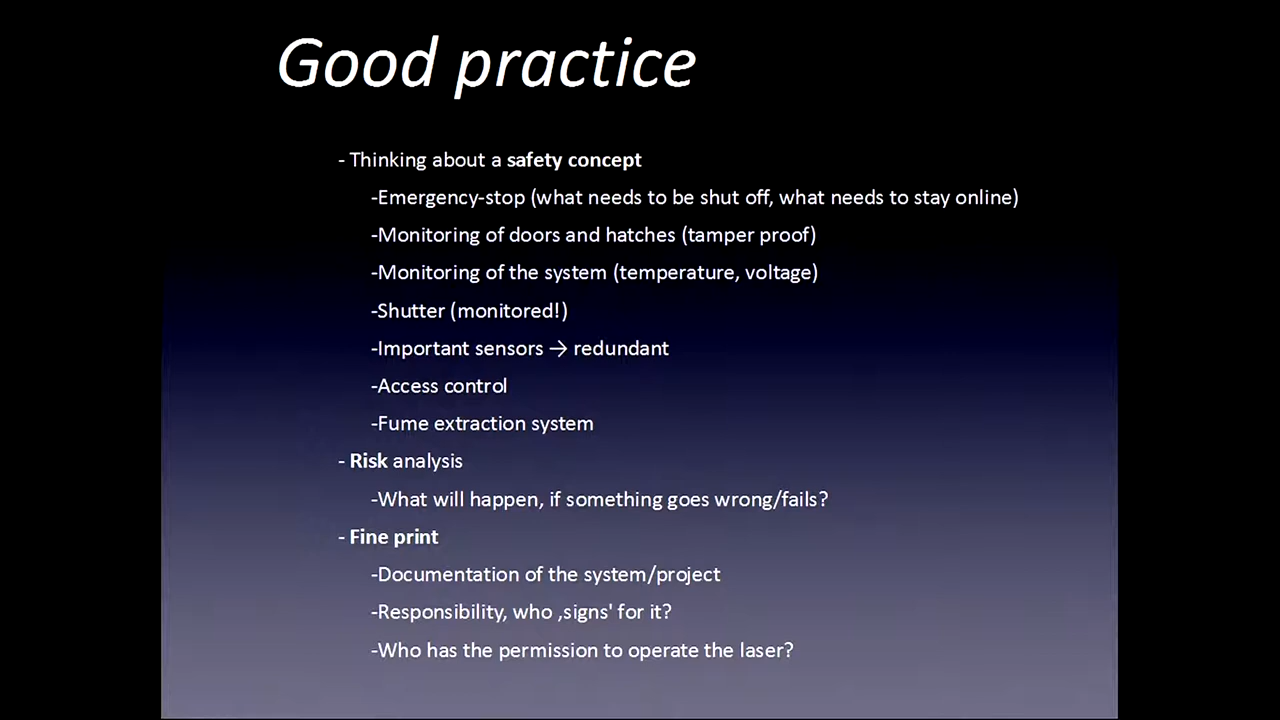 Good practice
- Thinking about a safety concept
-Emergency-stop (what needs to be shut off, what needs to stay online)
-Monitoring of doors and hatches (tamper proof)
-Monitoring of the system (temperature, voltage)
-Shutter (monitored!)
-Important sensors → redundant
-Access control
-Fume extraction system
- Risk analysis
-What will happen, if something goes wrong/fails?
- Fine print
-Documentation of the system/project
-Responsibility, who ‚signs' for it?
-Who has the permission to operate the laser?